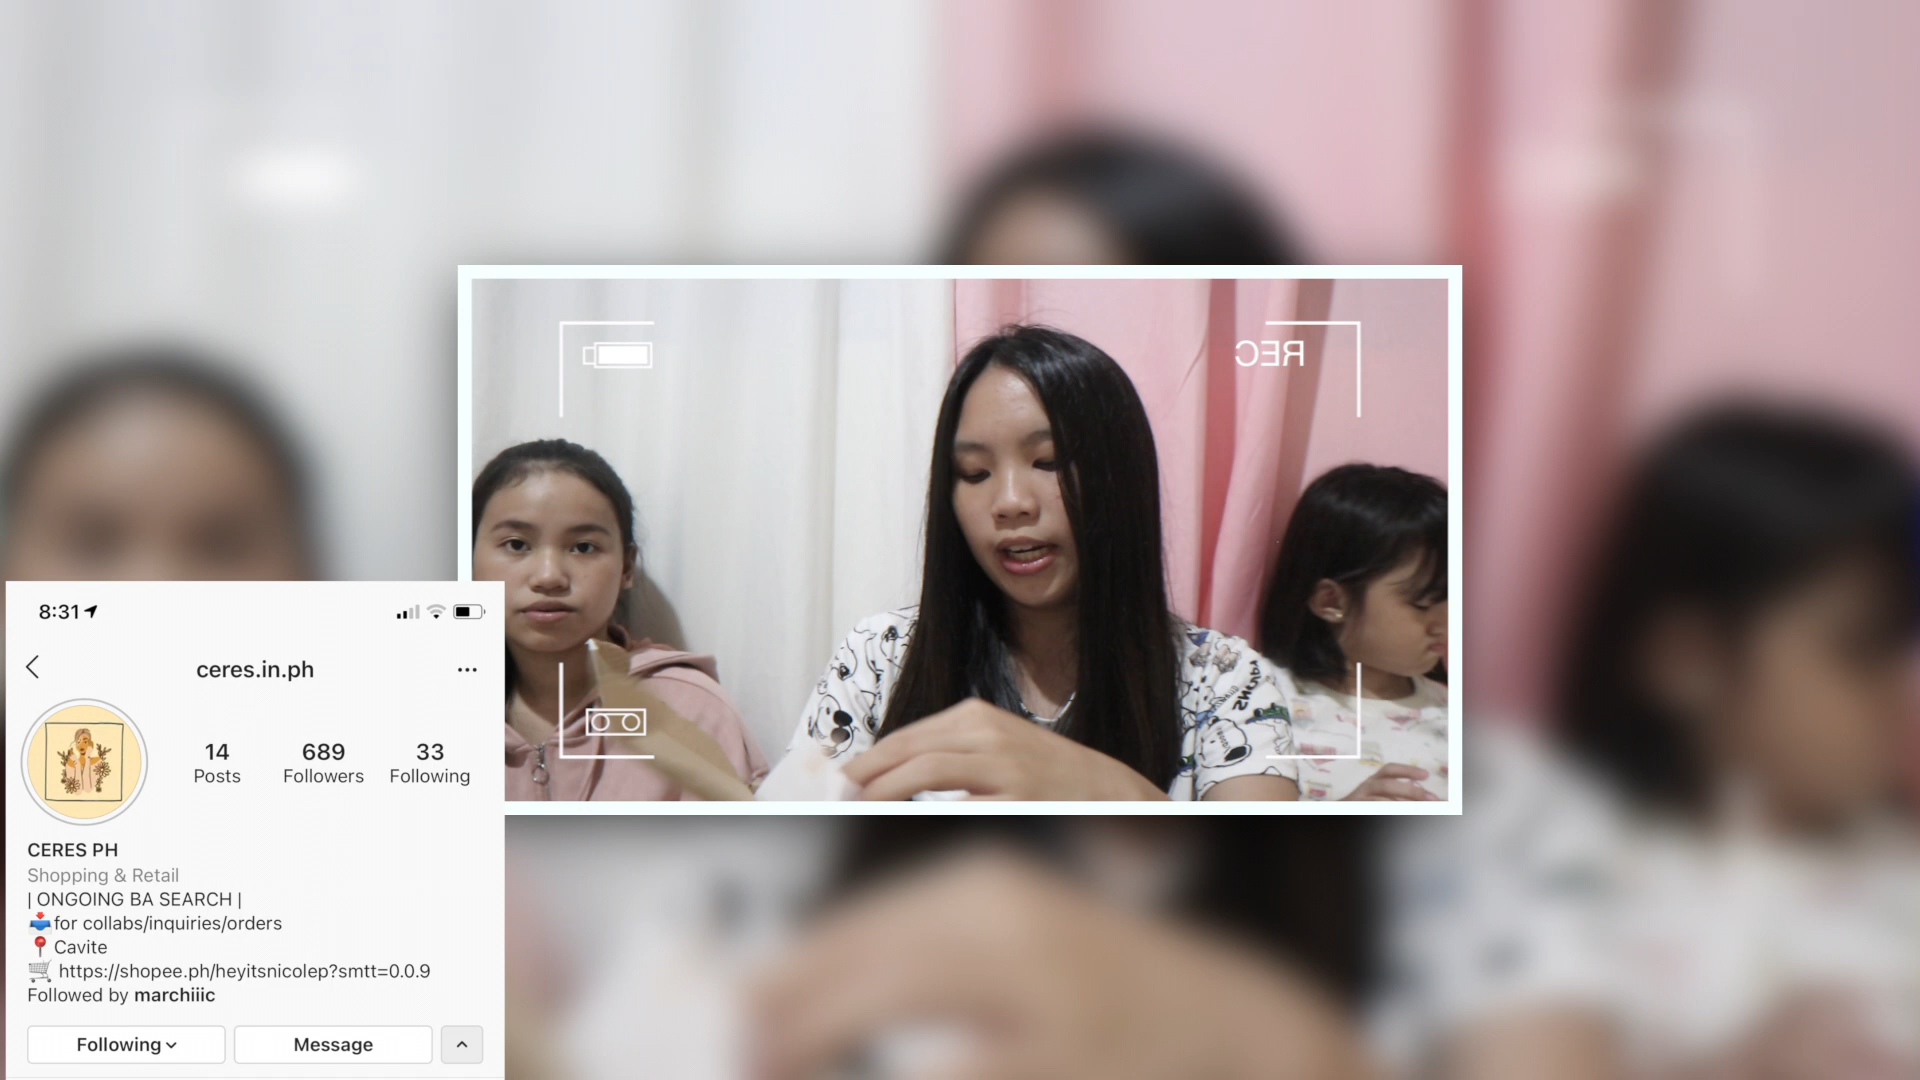 REC
8:31
ceres.in.ph
14
Posts
689
Followers
33
Following
CERES PH
Shopping & Retail
| ONGOING BA SEARCH |
for collabs/inquiries/orders
Cavite
https://shopee.ph/heyitsnicolep?smtt=0.0.9
Followed by marchiiic
Following
Message